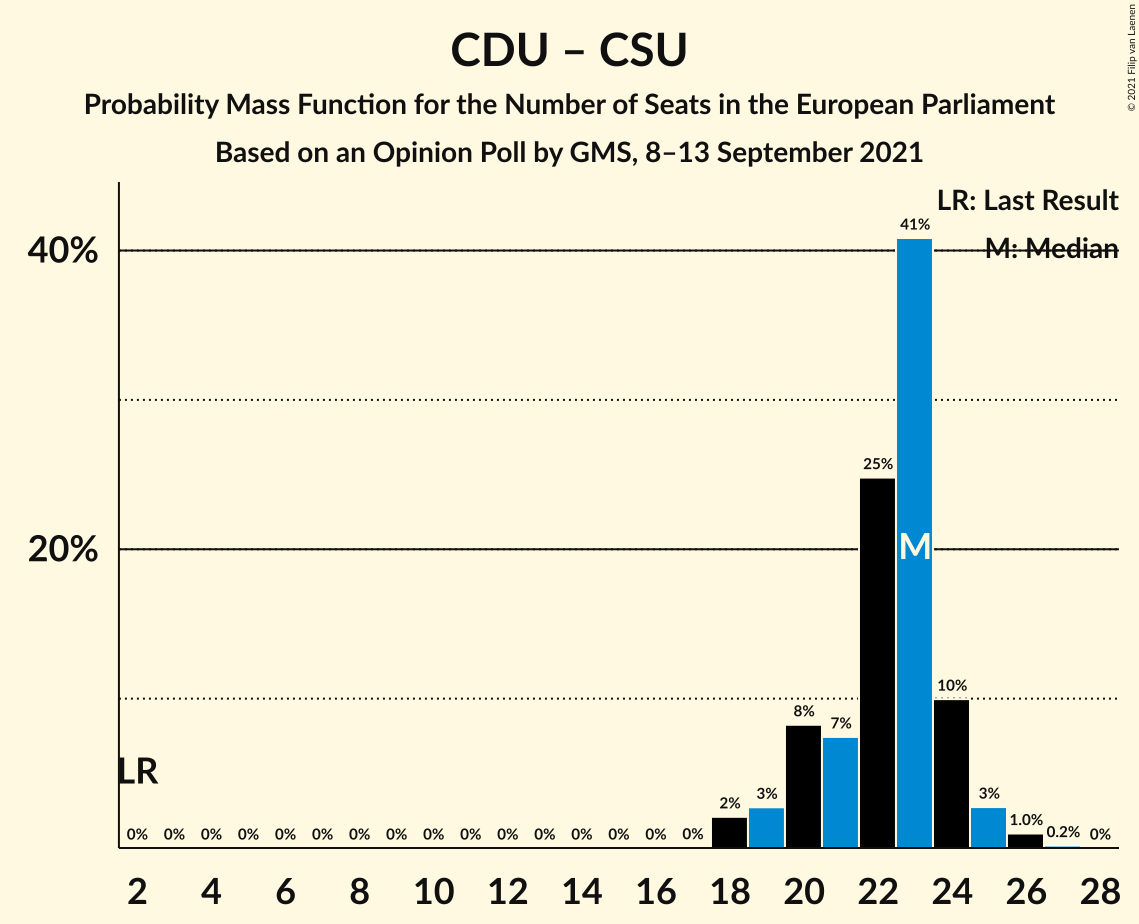 CDU – CSU
Probability Mass Function for the Number of Seats in the European Parliament
Based on an Opinion Poll by GMS, 8–13 September 2021
© 2021 Filip van Laenen
LR: Last Result
M: Median
40%
20%
41%
25%
M
10%
8%
7%
LR
2%
3%
3%
1.0%
0.2%
0%
0% 0% 0% 0% 0% 0% 0% 0% 0% 0% 0% 0% 0% 0% 0% 0%
2 4 6 8 10 12 14 16 18 20 22 24 26 28